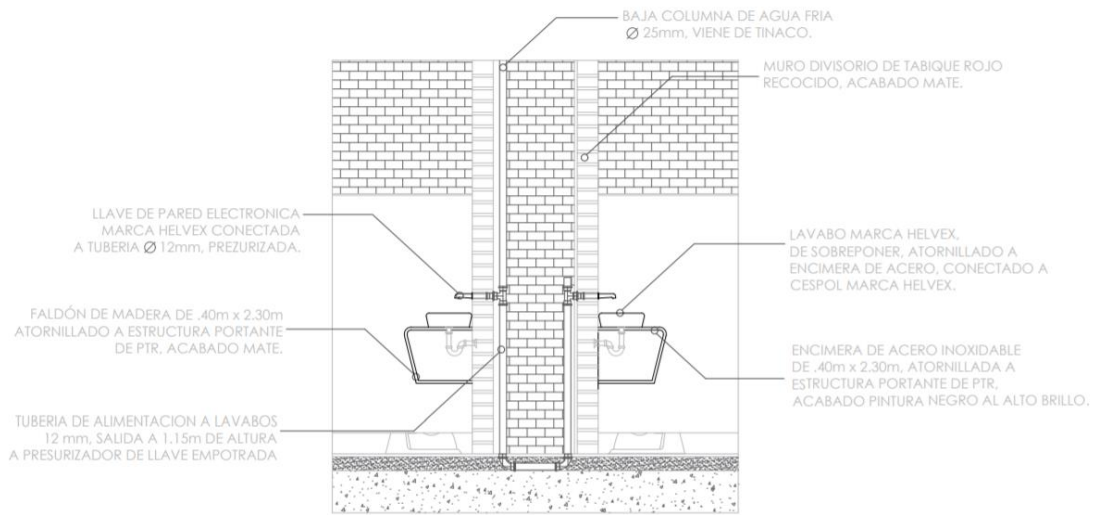 BAJA COLUMNA DE AGUA FRIA
Ø 25mm, VIENE DE TINACO.
MURO DIVISORIO DE TABIQUE ROJO
RECOCIDO, ACABADO MATE.
LLAVE DE PARED ELECTRONICA
MARCA HELVEX CONECTADA
A TUBERIA Ø 12mm, PREZURIZADA.
LAVABO MARCA HELVEX,
DE SOBREPONER, ATORNILLADO A
ENCIMERA DE ACERO, CONECTADO A
CESPOL MARCA HELVEX.
FALDÓN DE MADERA DE .40m x 2.30m
ATORNILLADO A ESTRUCTURA PORTANTE
DE PTR, ACABADO MATE.
ENCIMERA DE ACERO INOXIDABLE
DE .40m x 2.30m, ATORNILLADA A
ESTRUCTURA PORTANTE DE PTR,
ACABADO PINTURA NEGRO AL ALTO BRILLO.
TUBERIA DE ALIMENTACION A LAVABOS
12 mm, SALIDA A 1.15m DE ALTURA
A PRESURIZADOR DE LLAVE EMPOTRADA